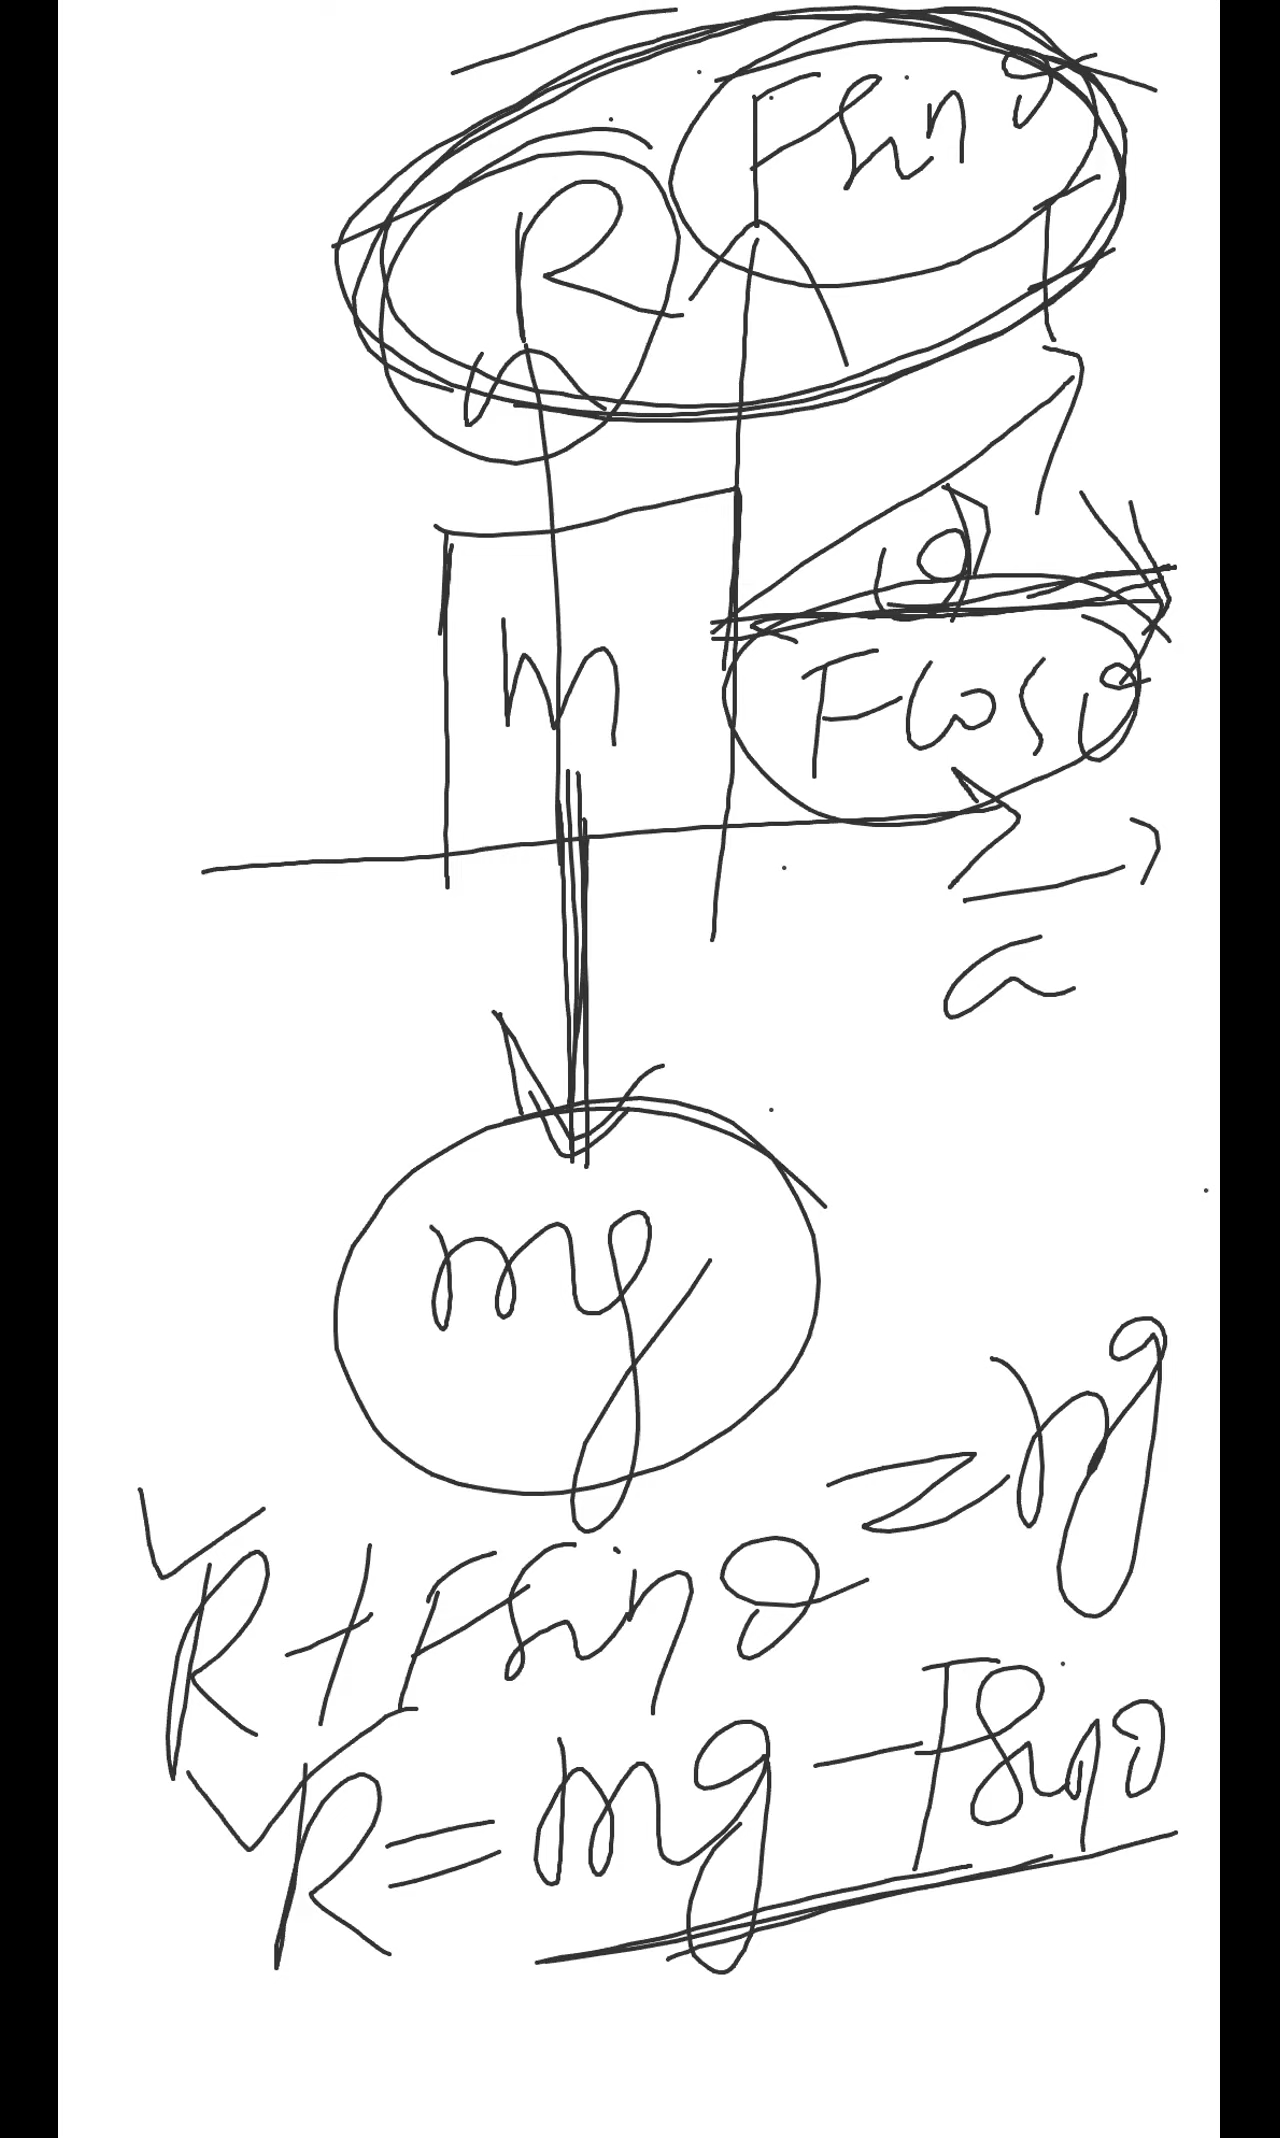 F sin θ
R
F
θ
m
F cos θ
a
mg
R + F sin θ = mg
R = mg - F sin θ